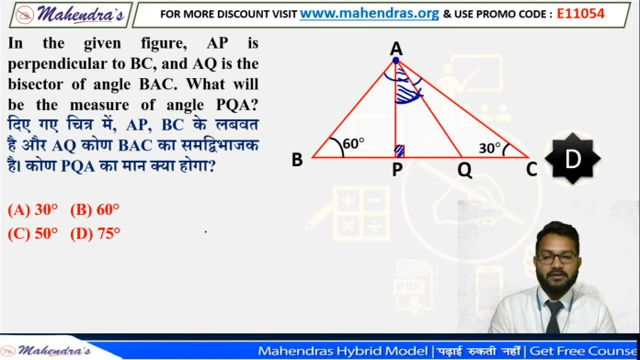 Mahendra's
FOR MORE DISCOUNT VISIT www.mahendras.org & USE PROMO CODE : E11054
In the given figure, AP is
perpendicular to BC, and AQ is the
bisector of angle BAC. What will
be the measure of angle PQA?
दिए गए चित्र में, AP, BC के लबवत
है और AQ कोण BAC का समद्विभाजक
है। कोण PQA का मान क्या होगा?
(A) 30° (B) 60°
(C) 50° (D) 75°
A
60°
30°
B
P
Q
C
D
Mahendra's
Mahendras Hybrid Model | पढ़ाई रुकती नहीं | Get Free Counse